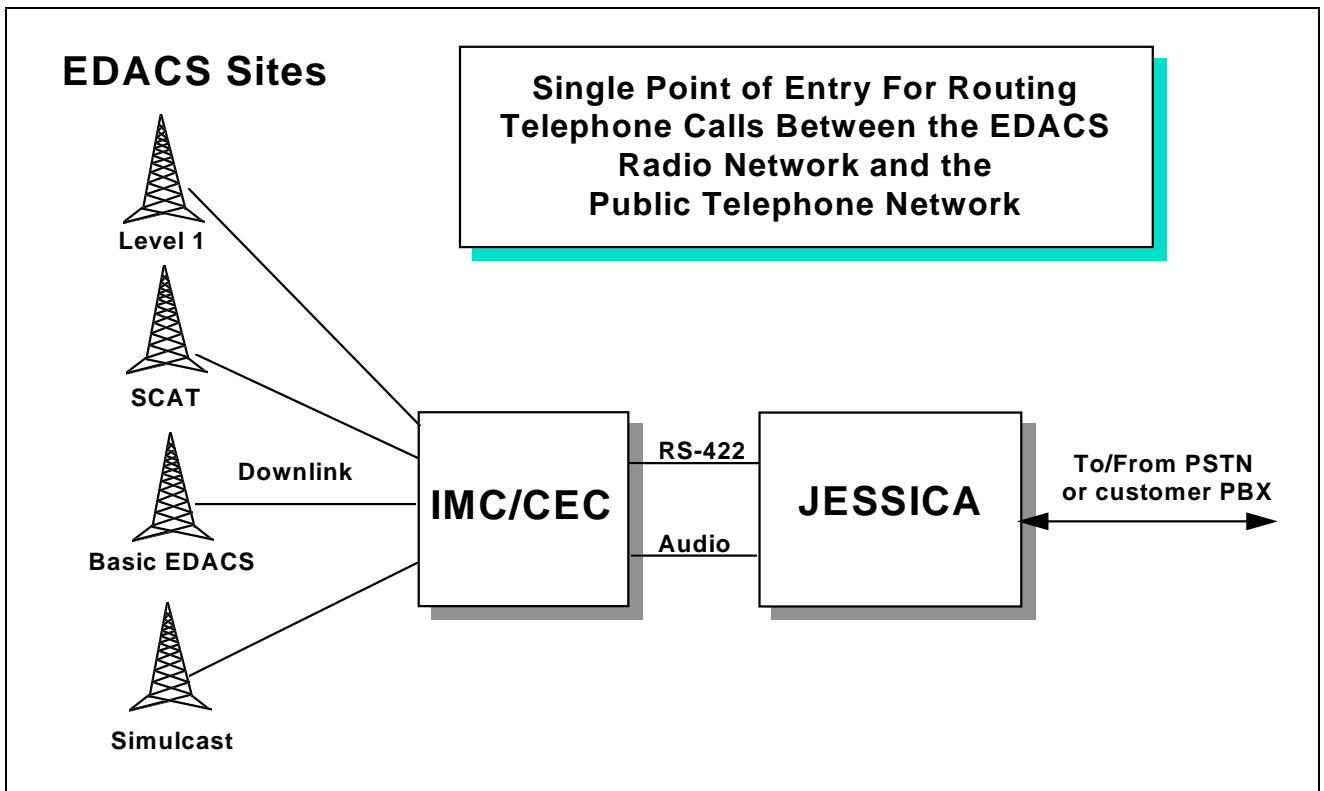 EDACS Sites
Single Point of Entry For Routing
Telephone Calls Between the EDACS
Radio Network and the
Public Telephone Network
Level 1
SCAT
Basic EDACS
Simulcast
Downlink
IMC/CEC
RS-422
Audio
JESSICA
To/From PSTN
or customer PBX